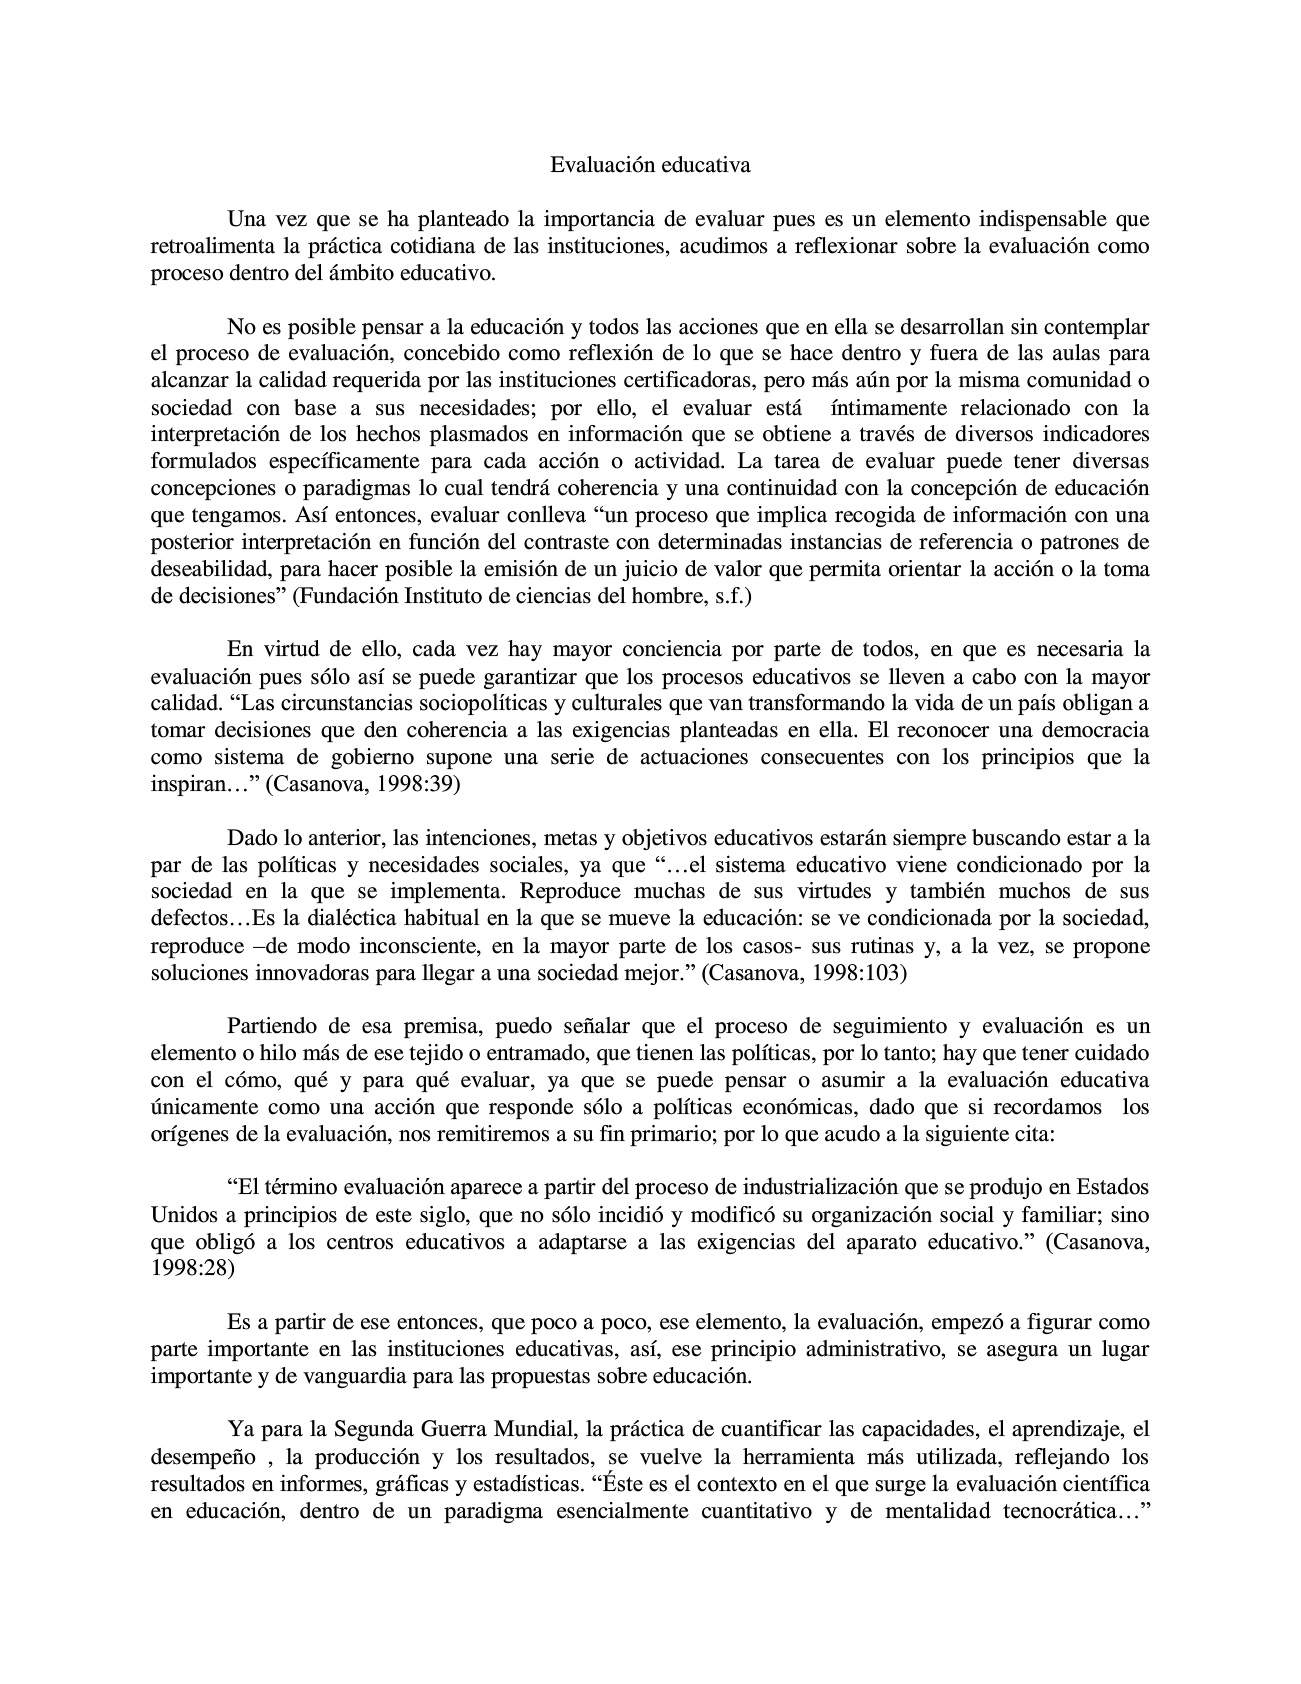 Evaluación educativa
Una vez que se ha planteado la importancia de evaluar pues es un elemento indispensable que
retroalimenta la práctica cotidiana de las instituciones, acudimos a reflexionar sobre la evaluación como
proceso dentro del ámbito educativo.
No es posible pensar a la educación y todos las acciones que en ella se desarrollan sin contemplar
el proceso de evaluación, concebido como reflexión de lo que se hace dentro y fuera de las aulas para
alcanzar la calidad requerida por las instituciones certificadoras, pero más aún por la misma comunidad o
sociedad con base a sus necesidades; por ello, el evaluar está íntimamente relacionado con la
interpretación de los hechos plasmados en información que se obtiene a través de diversos indicadores
formulados específicamente para cada acción o actividad. La tarea de evaluar puede tener diversas
concepciones o paradigmas lo cual tendrá coherencia y una continuidad con la concepción de educación
que tengamos. Así entonces, evaluar conlleva “un proceso que implica recogida de información con una
posterior interpretación en función del contraste con determinadas instancias de referencia o patrones de
deseabilidad, para hacer posible la emisión de un juicio de valor que permita orientar la acción o la toma
de decisiones” (Fundación Instituto de ciencias del hombre, s.f.)
En virtud de ello, cada vez hay mayor conciencia por parte de todos, en que es necesaria la
evaluación pues sólo así se puede garantizar que los procesos educativos se lleven a cabo con la mayor
calidad. “Las circunstancias sociopolíticas y culturales que van transformando la vida de un país obligan a
tomar decisiones que den coherencia a las exigencias planteadas en ella. El reconocer una democracia
como sistema de gobierno supone una serie de actuaciones consecuentes con los principios que la
inspiran…” (Casanova, 1998:39)
Dado lo anterior, las intenciones, metas y objetivos educativos estarán siempre buscando estar a la
par de las políticas y necesidades sociales, ya que “…el sistema educativo viene condicionado por la
sociedad en la que se implementa. Reproduce muchas de sus virtudes y también muchos de sus
defectos…Es la dialéctica habitual en la que se mueve la educación: se ve condicionada por la sociedad,
reproduce –de modo inconsciente, en la mayor parte de los casos- sus rutinas y, a la vez, se propone
soluciones innovadoras para llegar a una sociedad mejor.” (Casanova, 1998:103)
Partiendo de esa premisa, puedo señalar que el proceso de seguimiento y evaluación es un
elemento o hilo más de ese tejido o entramado, que tienen las políticas, por lo tanto; hay que tener cuidado
con el cómo, qué y para qué evaluar, ya que se puede pensar o asumir a la evaluación educativa
únicamente como una acción que responde sólo a políticas económicas, dado que si recordamos los
orígenes de la evaluación, nos remitiremos a su fin primario; por lo que acudo a la siguiente cita:
“El término evaluación aparece a partir del proceso de industrialización que se produjo en Estados
Unidos a principios de este siglo, que no sólo incidió y modificó su organización social y familiar; sino
que obligó a los centros educativos a adaptarse a las exigencias del aparato educativo.” (Casanova,
1998:28)
Es a partir de ese entonces, que poco a poco, ese elemento, la evaluación, empezó a figurar como
parte importante en las instituciones educativas, así, ese principio administrativo, se asegura un lugar
importante y de vanguardia para las propuestas sobre educación.
Ya para la Segunda Guerra Mundial, la práctica de cuantificar las capacidades, el aprendizaje, el
desempeño , la producción y los resultados, se vuelve la herramienta más utilizada, reflejando los
resultados en informes, gráficas y estadísticas. “Éste es el contexto en el que surge la evaluación científica
en educación, dentro de un paradigma esencialmente cuantitativo y de mentalidad tecnocrática…”